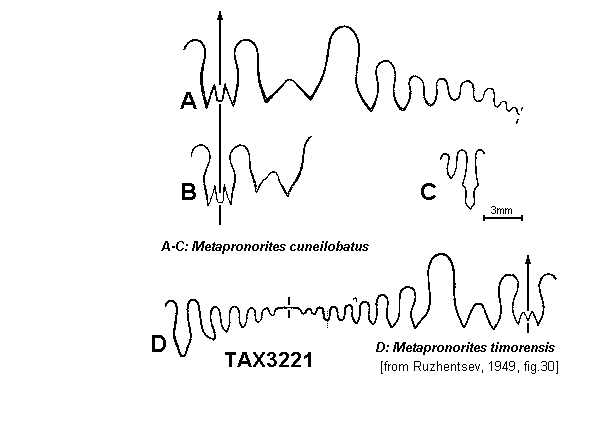 A
B
C
3mm
A-C: Metapronorites cuneilobatus
D
D: Metapronorites timorensis
TAX3221
[from Ruzhentsev, 1949, fig.30]